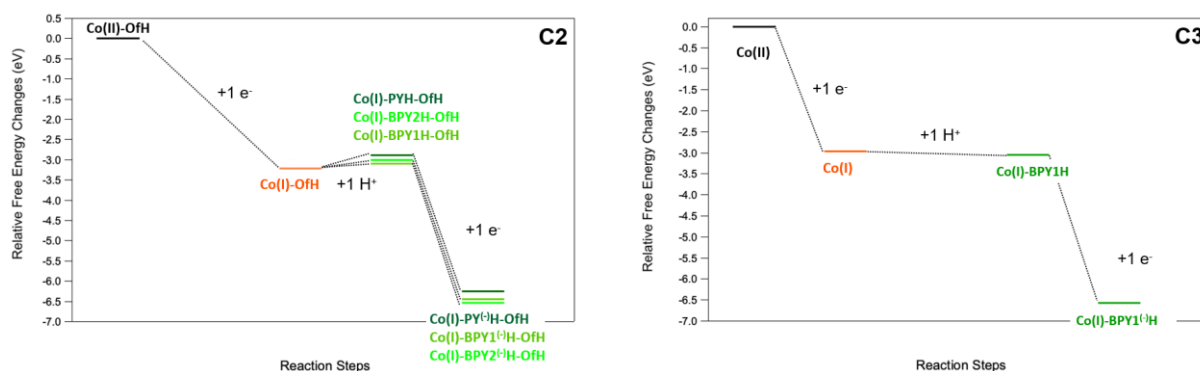 0.5
0.0
-0.5
-1.0
-1.5
-2.0
-2.5
-3.0
-3.5
-4.0
-4.5
-5.0
-5.5
-6.0
-6.5
-7.0
Relative Free Energy Changes (eV)
Co(II)-OfH
C2
+1 e⁻
Co(I)-PYH-OfH
Co(I)-BPY2H-OfH
Co(I)-BPY1H-OfH
Co(I)-OfH
+1 H⁺
+1 e⁻
Co(I)-PY⁽⁻⁾H-OfH
Co(I)-BPY1⁽⁻⁾H-OfH
Co(I)-BPY2⁽⁻⁾H-OfH
Reaction Steps
0.0
-0.5
-1.0
-1.5
-2.0
-2.5
-3.0
-3.5
-4.0
-4.5
-5.0
-5.5
-6.0
-6.5
-7.0
Relative Free Energy Changes (eV)
Co(II)
C3
+1 e⁻
+1 H⁺
Co(I)
Co(I)-BPY1H
+1 e⁻
Co(I)-BPY1⁽⁻⁾H
Reaction Steps